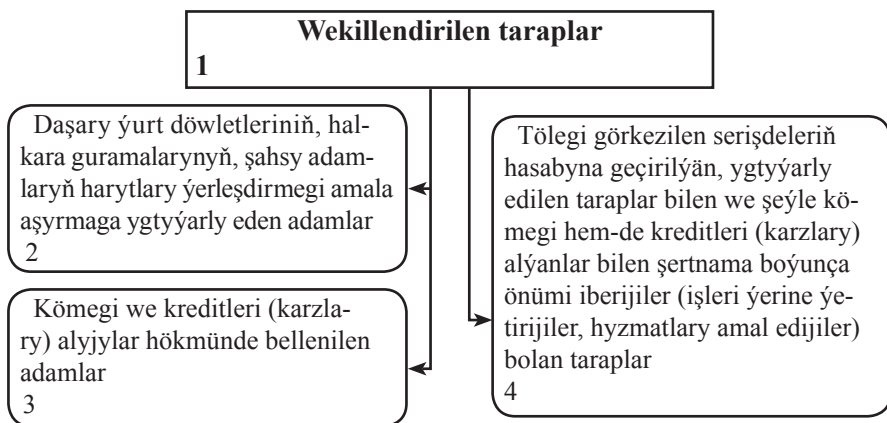 Wekillendirilen taraplar
1
Daşary ýurt döwletleriniň, hal-
kara guramalarynyň, şahsy adam-
laryň harytlary ýerleşdirmegi amala
aşyrmaga ygtyýarly eden adamlar
2
Kömegi we kreditleri (karzla-
ry) alyjylar hökmünde bellenilen
adamlar
3
Tölegi görkezilen serişdeleriň
hasabyna geçirilýän, ygtyýarly
edilen taraplar bilen we şeýle kö-
megi hem-de kreditleri (karzlary)
alýanlar bilen şertnama boýunça
önümi iberijiler (işleri ýerine ýe-
tirijiler, hyzmatlary amal edijiler)
bolan taraplar
4